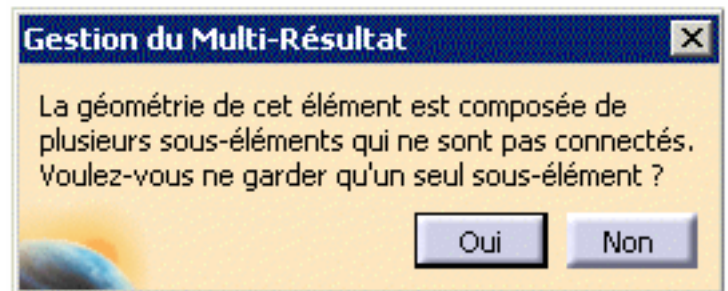 Gestion du Multi-Résultat
La géométrie de cet élément est composée de
plusieurs sous-éléments qui ne sont pas connectés.
Voulez-vous ne garder qu'un seul sous-élément ?
Oui Non